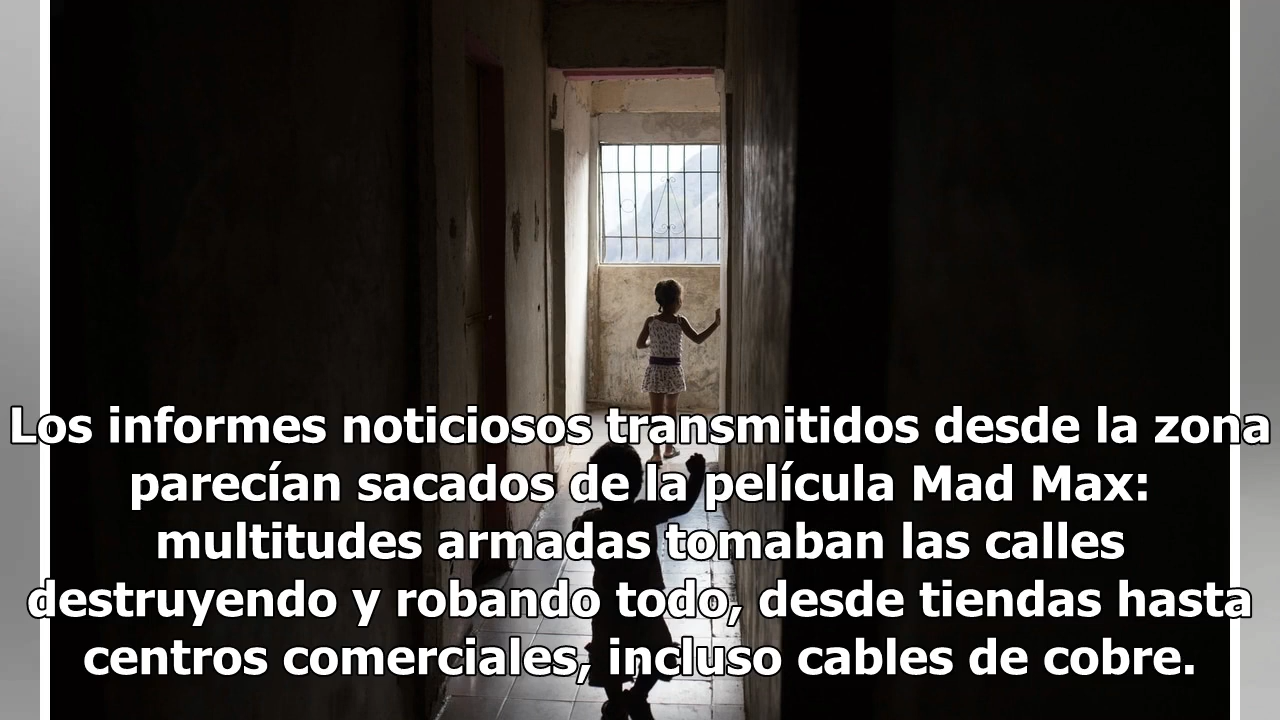 Los informes noticiosos transmitidos desde la zona
parecían sacados de la película Mad Max:
multitudes armadas tomaban las calles
destruyendo y robando todo, desde tiendas hasta
centros comerciales, incluso cables de cobre.